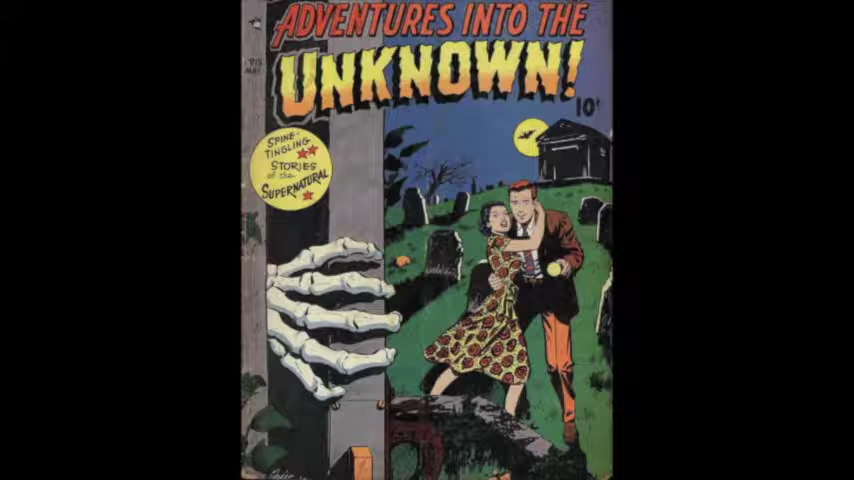 ADVENTURES INTO THE
UNKNOWN!
10¢
SPINE-
TINGLING
STORIES
of the
SUPERNATURAL